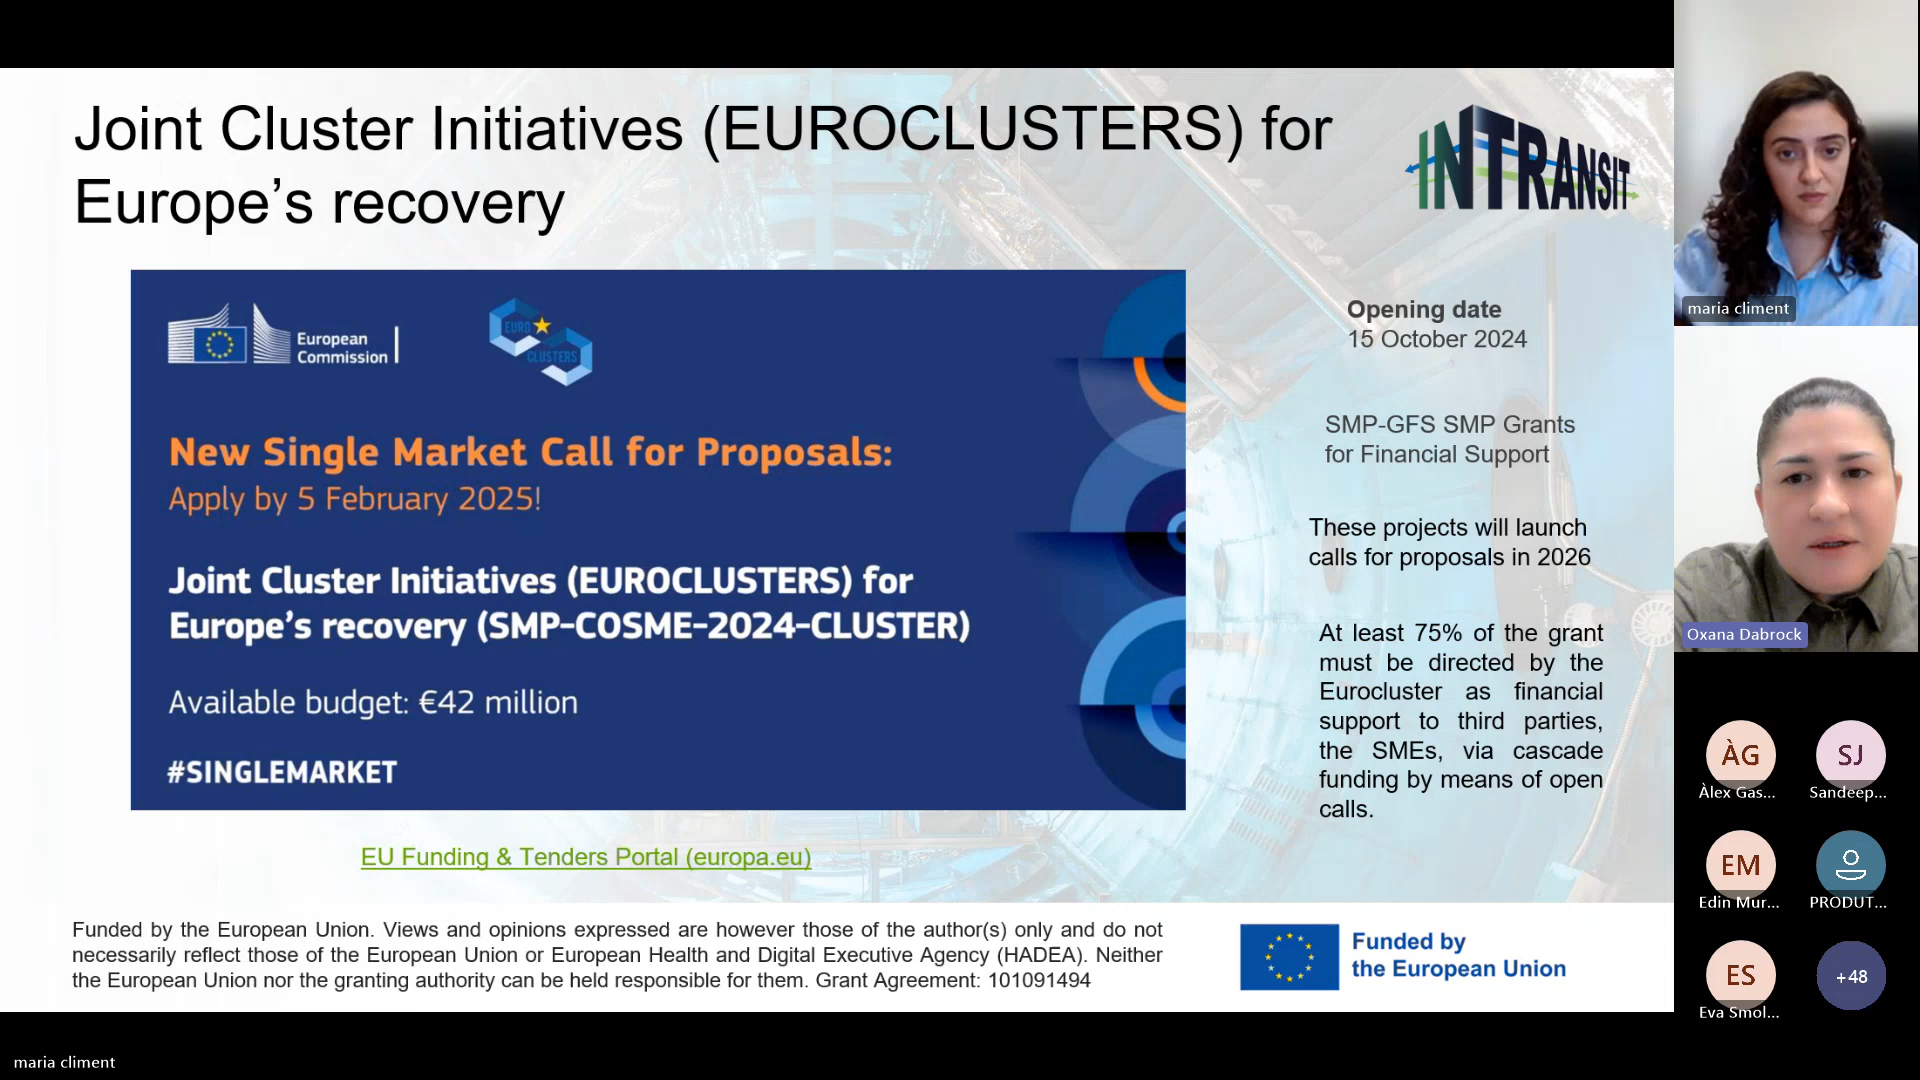 Joint Cluster Initiatives (EUROCLUSTERS) for
Europe’s recovery
INTRANSIT
European
Commission
EURO
CLUSTERS
New Single Market Call for Proposals:
Apply by 5 February 2025!
Joint Cluster Initiatives (EUROCLUSTERS) for
Europe’s recovery (SMP-COSME-2024-CLUSTER)
Available budget: €42 million
#SINGLEMARKET
EU Funding & Tenders Portal (europa.eu)
Opening date
15 October 2024
SMP-GFS SMP Grants
for Financial Support
These projects will launch
calls for proposals in 2026
At least 75% of the grant
must be directed by the
Eurocluster as financial
support to third parties,
the SMEs, via cascade
funding by means of open
calls.
Funded by the European Union. Views and opinions expressed are however those of the author(s) only and do not
necessarily reflect those of the European Union or European Health and Digital Executive Agency (HADEA). Neither
the European Union nor the granting authority can be held responsible for them. Grant Agreement: 101091494
Funded by
the European Union
maria climent
Oxana Dabrock
ÀG
Àlex Gas...
SJ
Sandeep...
EM
Edin Mur...
PRODUT...
ES
Eva Smol...
+48
maria climent